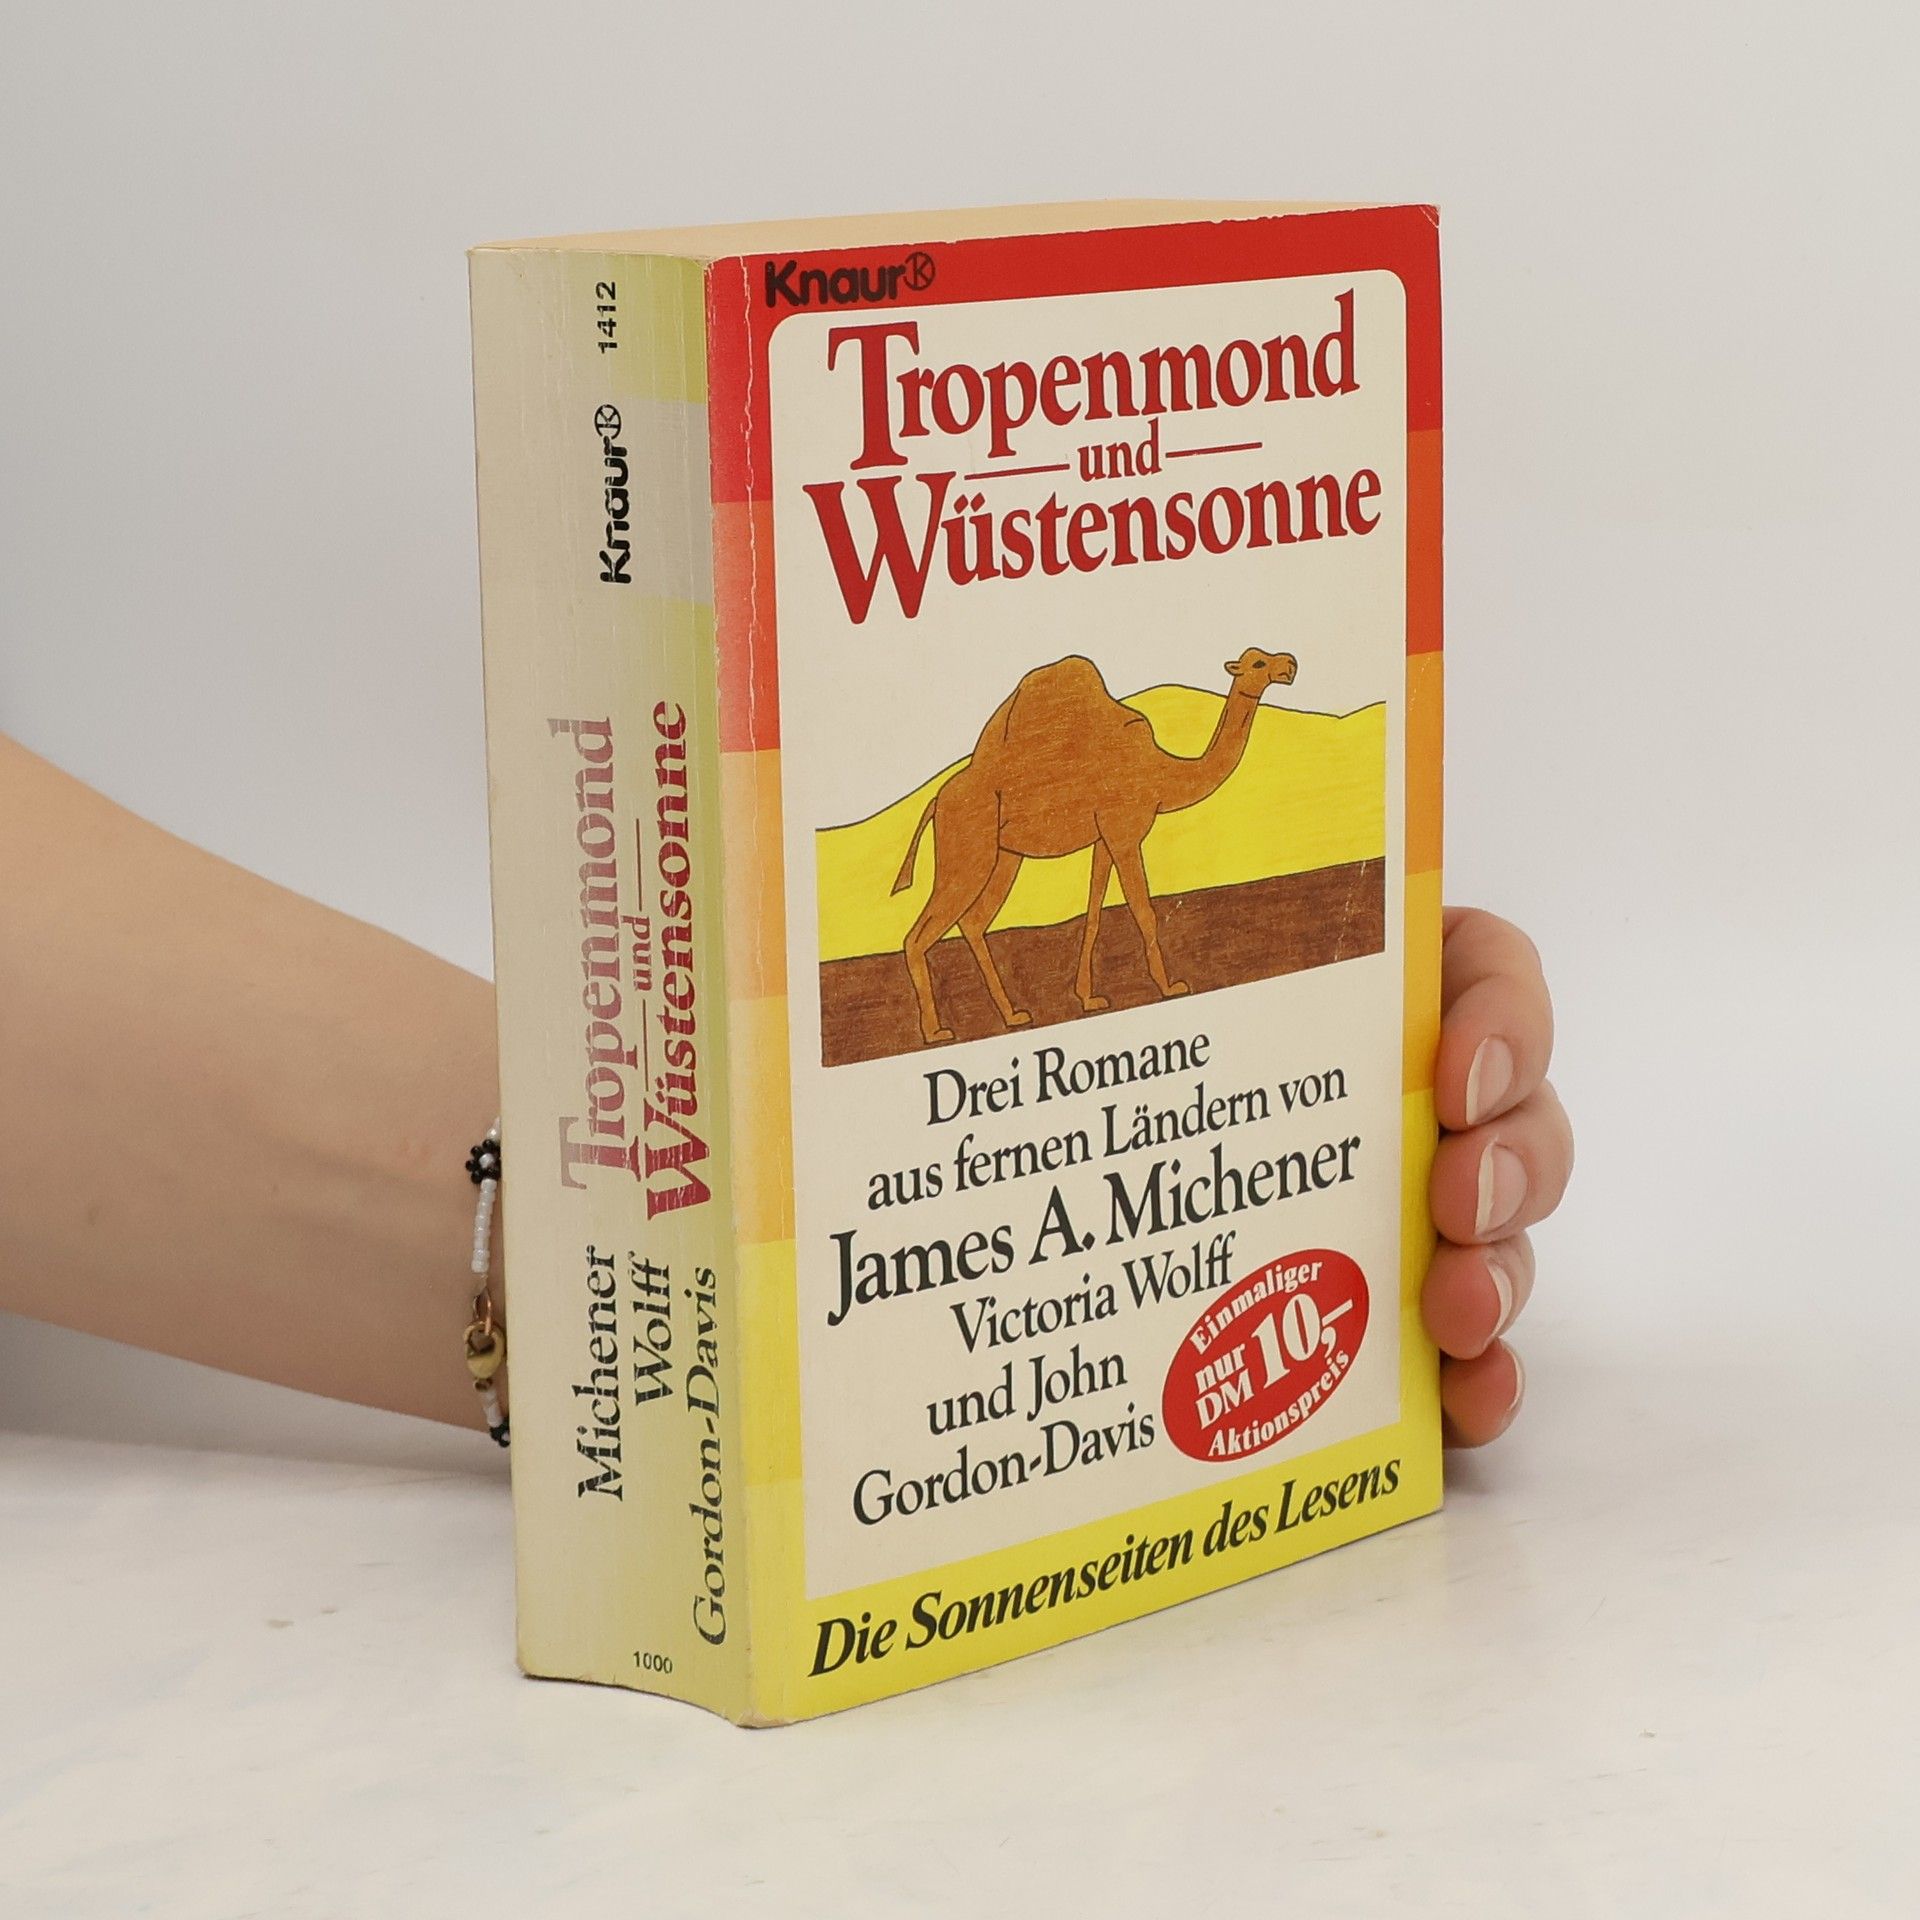 Knaur
Tropenmond
und
Wüstensonne
Drei Romane
aus fernen Ländern von
James A. Michener
Victoria Wolff
und John
Gordon-Davis
Einmaliger
nur
DM 10,-
Aktionspreis
Die Sonnenseiten des Lesens
1412
Knaur
Tropenmond
und
Wüstensonne
Michener
Wolff
Gordon-Davis
1000